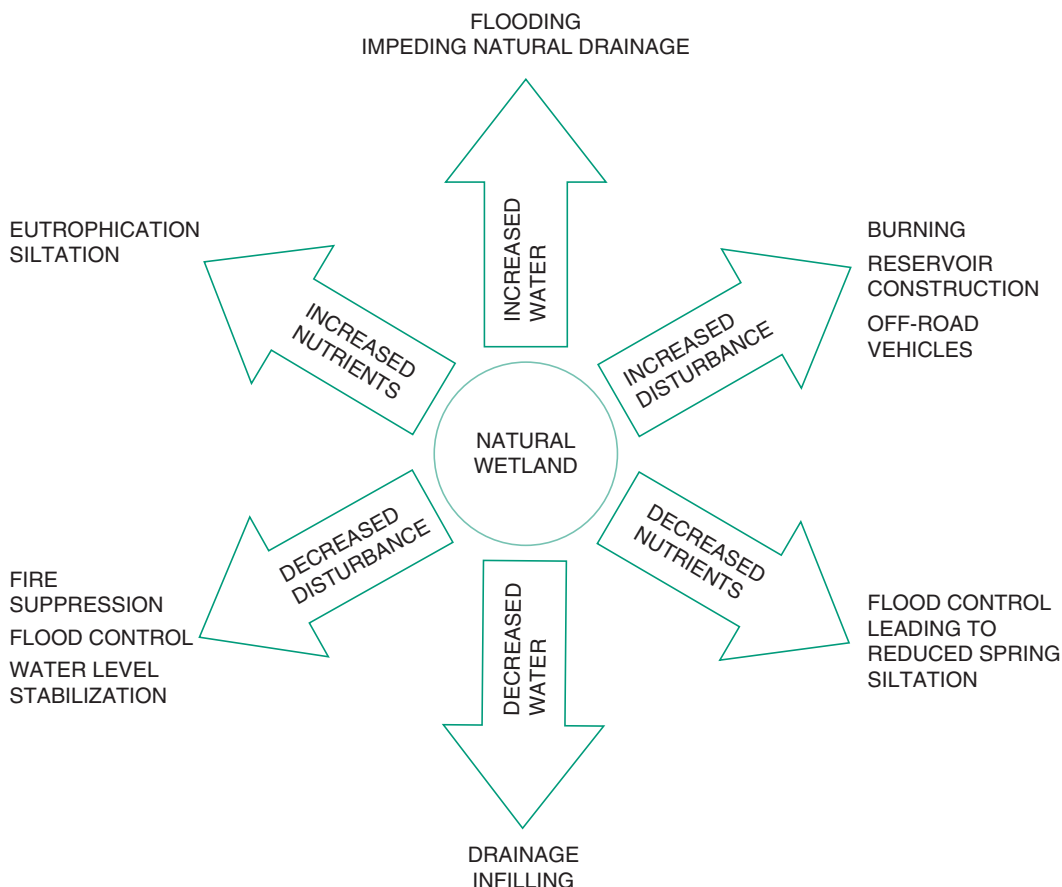 FLOODING
IMPEDING NATURAL DRAINAGE
EUTROPHICATION
SILTATION
INCREASED
NUTRIENTS
INCREASED
WATER
INCREASED
DISTURBANCE
BURNING
RESERVOIR
CONSTRUCTION
OFF-ROAD
VEHICLES
NATURAL
WETLAND
FIRE
SUPPRESSION
FLOOD CONTROL
WATER LEVEL
STABILIZATION
DECREASED
DISTURBANCE
DECREASED
WATER
DECREASED
NUTRIENTS
FLOOD CONTROL
LEADING TO
REDUCED SPRING
SILTATION
DRAINAGE
INFILLING